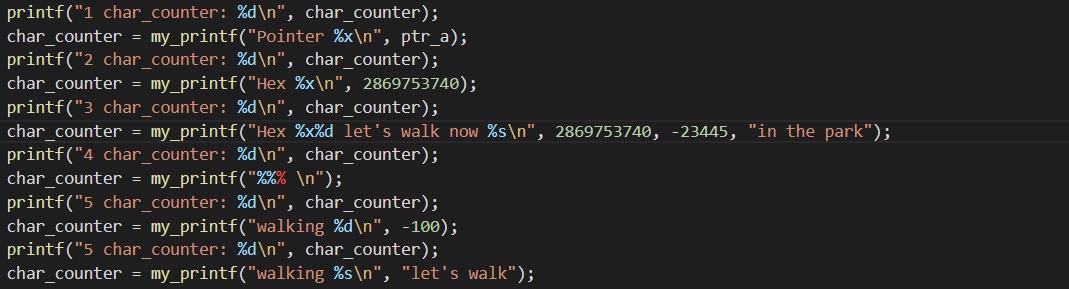 printf("1 char_counter: %d\n", char_counter);
char_counter = my_printf("Pointer %x\n", ptr_a);
printf("2 char_counter: %d\n", char_counter);
char_counter = my_printf("Hex %x\n", 2869753740);
printf("3 char_counter: %d\n", char_counter);
char_counter = my_printf("Hex %x%d let's walk now %s\n", 2869753740, -23445, "in the park");
printf("4 char_counter: %d\n", char_counter);
char_counter = my_printf("%%% \n");
printf("5 char_counter: %d\n", char_counter);
char_counter = my_printf("walking %d\n", -100);
printf("5 char_counter: %d\n", char_counter);
char_counter = my_printf("walking %s\n", "let's walk");